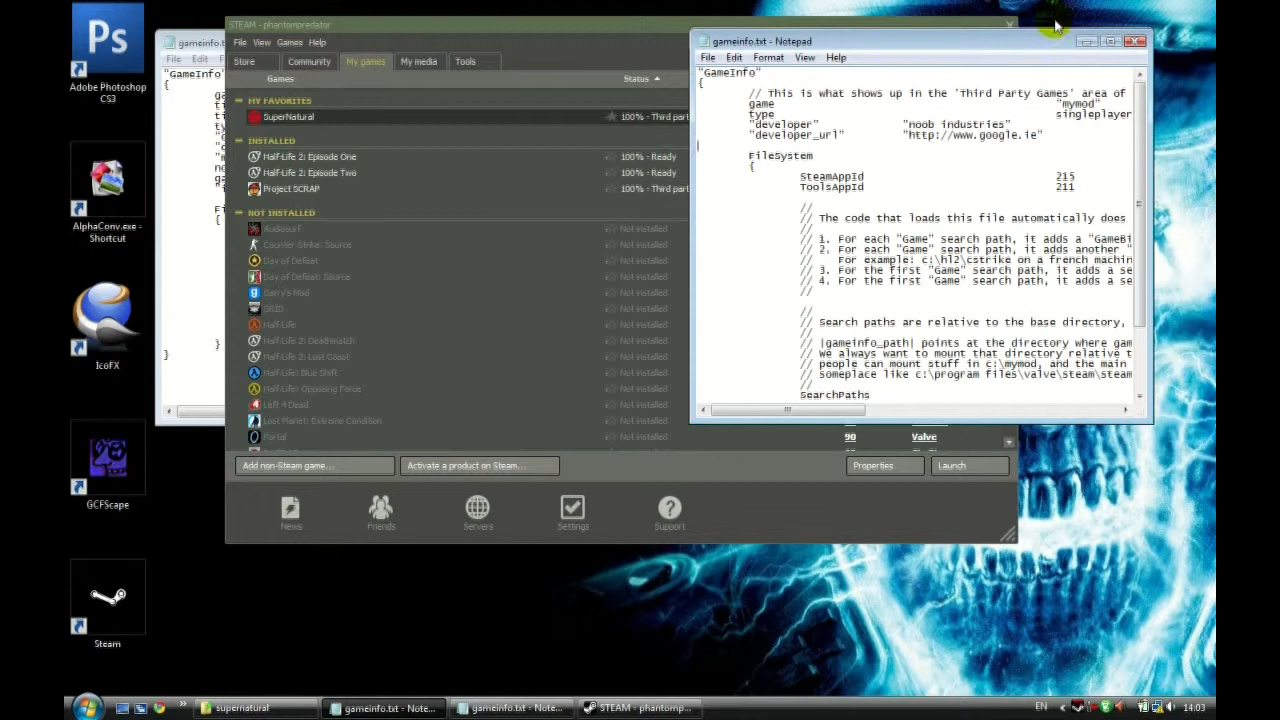 Ps
Adobe Photoshop
CS3
AlphaConv.exe -
Shortcut
IcoFX
GCFScape
Steam
gameinfo.txt
File Edit F
"GameInfo"
{
}
}
STEAM - phantompredator
File View Games Help
Store Community My games My media Tools
Games Status
MY FAVORITES
SuperNatural 100% - Third part
INSTALLED
Half-Life 2: Episode One 100% - Ready
Half-Life 2: Episode Two 100% - Ready
Project SCRAP 100% - Third part
NOT INSTALLED
Audiosurf Not installed
Counter-Strike: Source Not installed
Day of Defeat Not installed
Day of Defeat: Source Not installed
Garry's Mod Not installed
GRID Not installed
Half-Life Not installed
Half-Life 2: Deathmatch Not installed
Half-Life 2: Lost Coast Not installed
Half-Life: Blue Shift Not installed
Half-Life: Opposing Force Not installed
Left 4 Dead Not installed
Lost Planet: Extreme Condition Not installed
Portal Not installed
90 Valve
Add non-Steam game... Activate a product on Steam... Properties Launch
News Friends Servers Settings Support
gameinfo.txt - Notepad
File Edit Format View Help
"GameInfo"
{
// This is what shows up in the 'Third Party Games' area of
game "mymod"
type singleplayer
"developer" "noob industries"
"developer_url" "http://www.google.ie"
FileSystem
{
SteamAppId 215
ToolsAppId 211
//
// The code that loads this file automatically does
//
// 1. For each "Game" search path, it adds a "GameBi
// 2. For each "Game" search path, it adds another "
// For example: c:\hl2\cstrike on a french machin
// 3. For the first "Game" search path, it adds a se
// 4. For the first "Game" search path, it adds a se
//
//
// Search paths are relative to the base directory,
//
// |gameinfo_path| points at the directory where gam
// We always want to mount that directory relative t
// people can mount stuff in c:\mymod, and the main
// someplace like c:\program files\valve\steam\steam
//
SearchPaths
supernatural gameinfo.txt - Note... gameinfo.txt - Note... STEAM - phantomp... EN 14:03